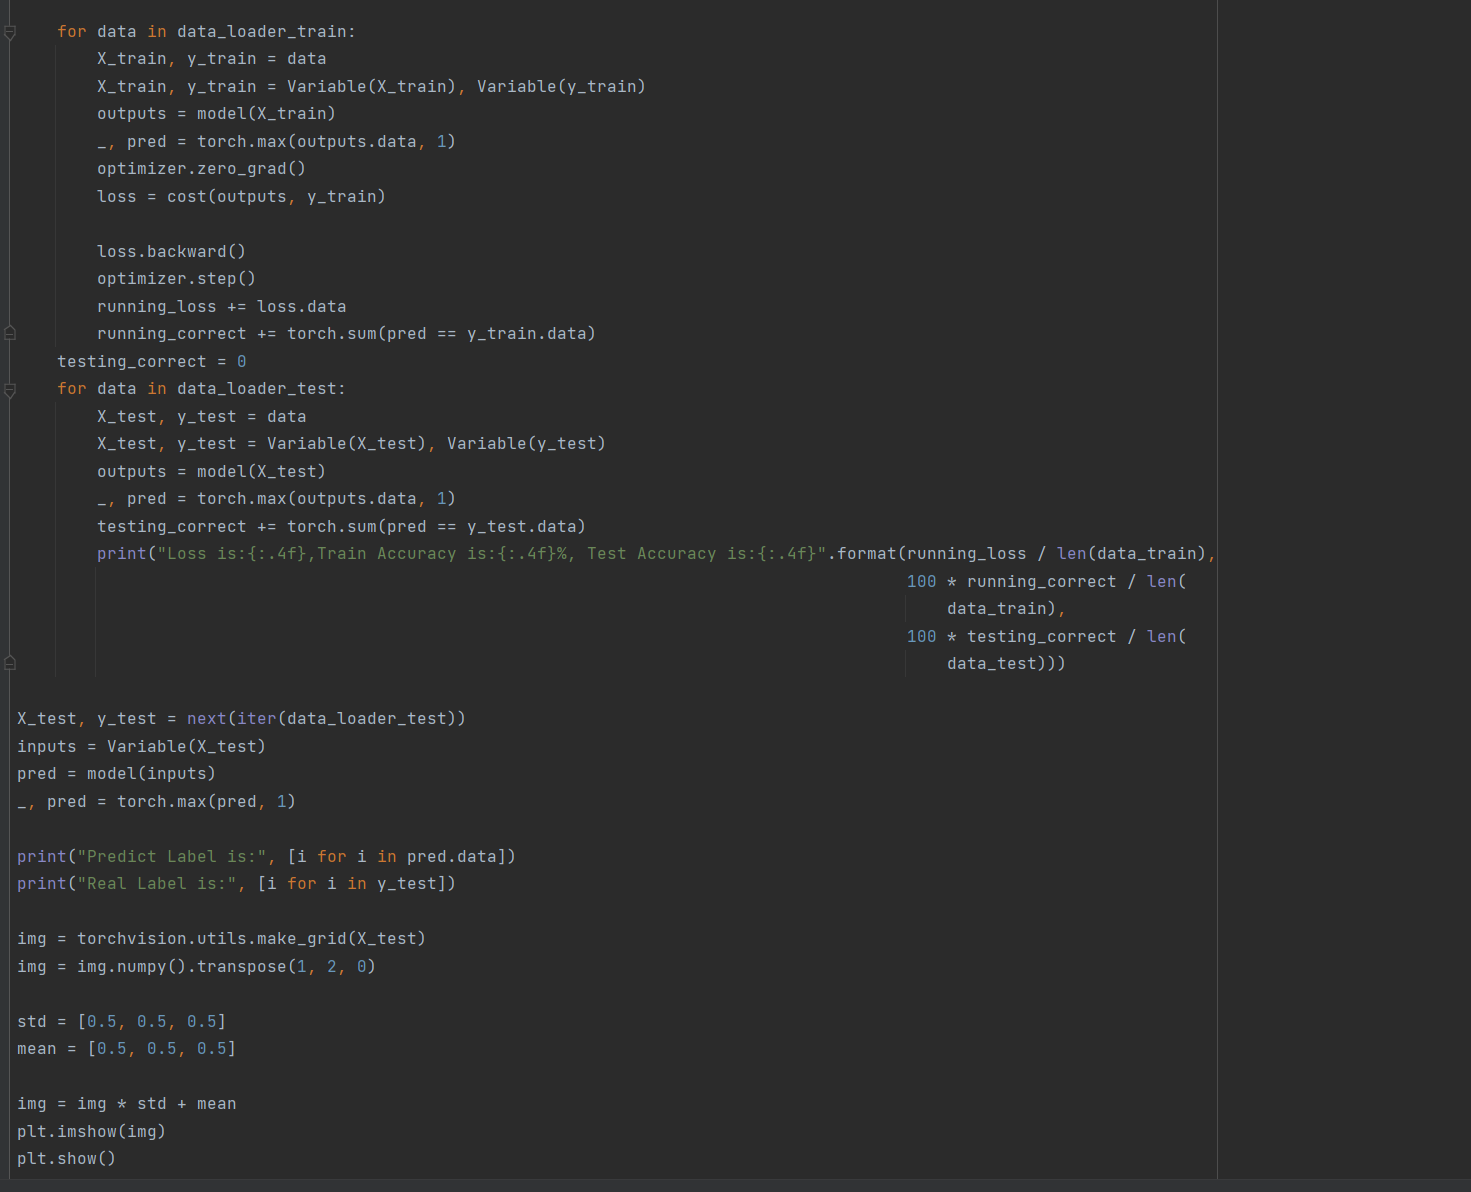 for data in data_loader_train:
X_train, y_train = data
X_train, y_train = Variable(X_train), Variable(y_train)
outputs = model(X_train)
_, pred = torch.max(outputs.data, 1)
optimizer.zero_grad()
loss = cost(outputs, y_train)
loss.backward()
optimizer.step()
running_loss += loss.data
running_correct += torch.sum(pred == y_train.data)
testing_correct = 0
for data in data_loader_test:
X_test, y_test = data
X_test, y_test = Variable(X_test), Variable(y_test)
outputs = model(X_test)
_, pred = torch.max(outputs.data, 1)
testing_correct += torch.sum(pred == y_test.data)
print("Loss is:{:.4f},Train Accuracy is:{:.4f}%, Test Accuracy is:{:.4f}".format(running_loss / len(data_train),
100 * running_correct / len(
data_train),
100 * testing_correct / len(
data_test)))
X_test, y_test = next(iter(data_loader_test))
inputs = Variable(X_test)
pred = model(inputs)
_, pred = torch.max(pred, 1)
print("Predict Label is:", [i for i in pred.data])
print("Real Label is:", [i for i in y_test])
img = torchvision.utils.make_grid(X_test)
img = img.numpy().transpose(1, 2, 0)
std = [0.5, 0.5, 0.5]
mean = [0.5, 0.5, 0.5]
img = img * std + mean
plt.imshow(img)
plt.show()